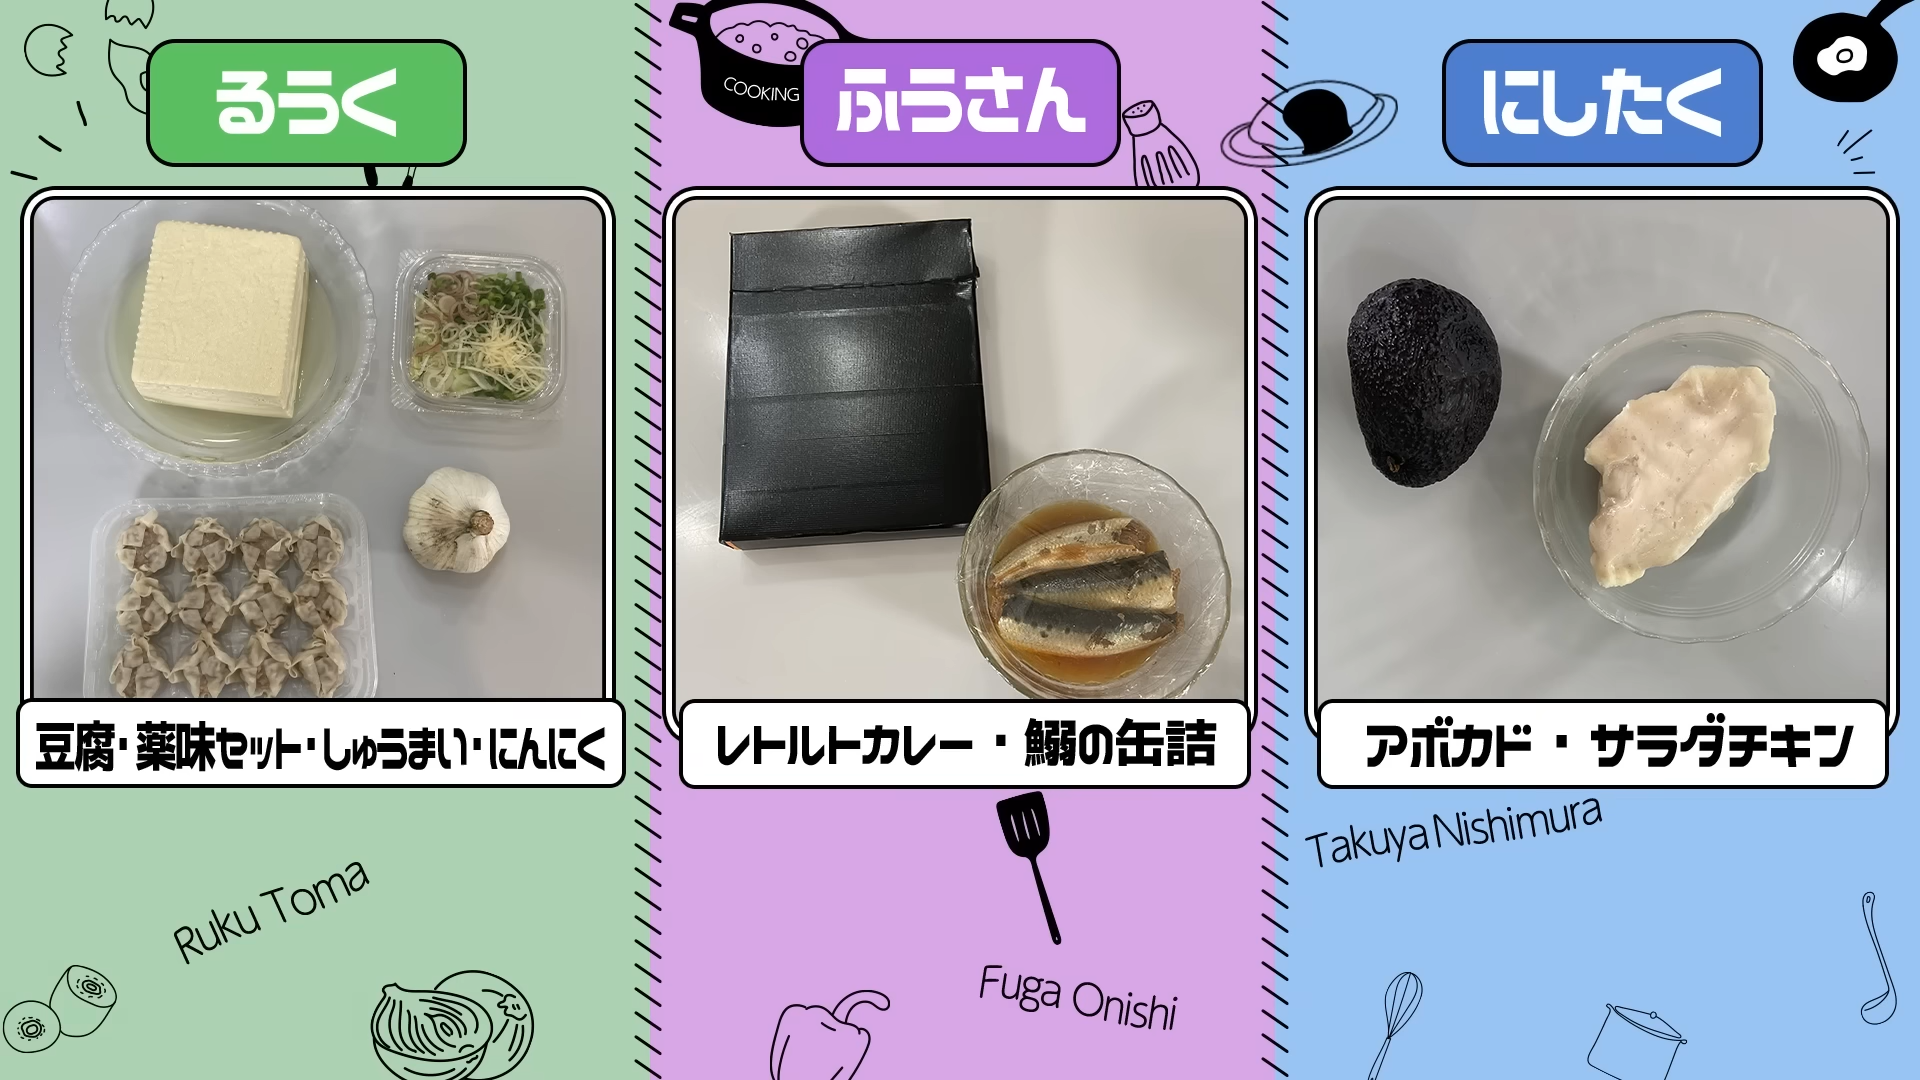 るうく
豆腐・薬味セット・しゅうまい・にんにく
Ruku Toma
COOKING
ふうさん
レトルトカレー・鰯の缶詰
Fuga Onishi
にしたく
アボカド・サラダチキン
Takuya Nishimura